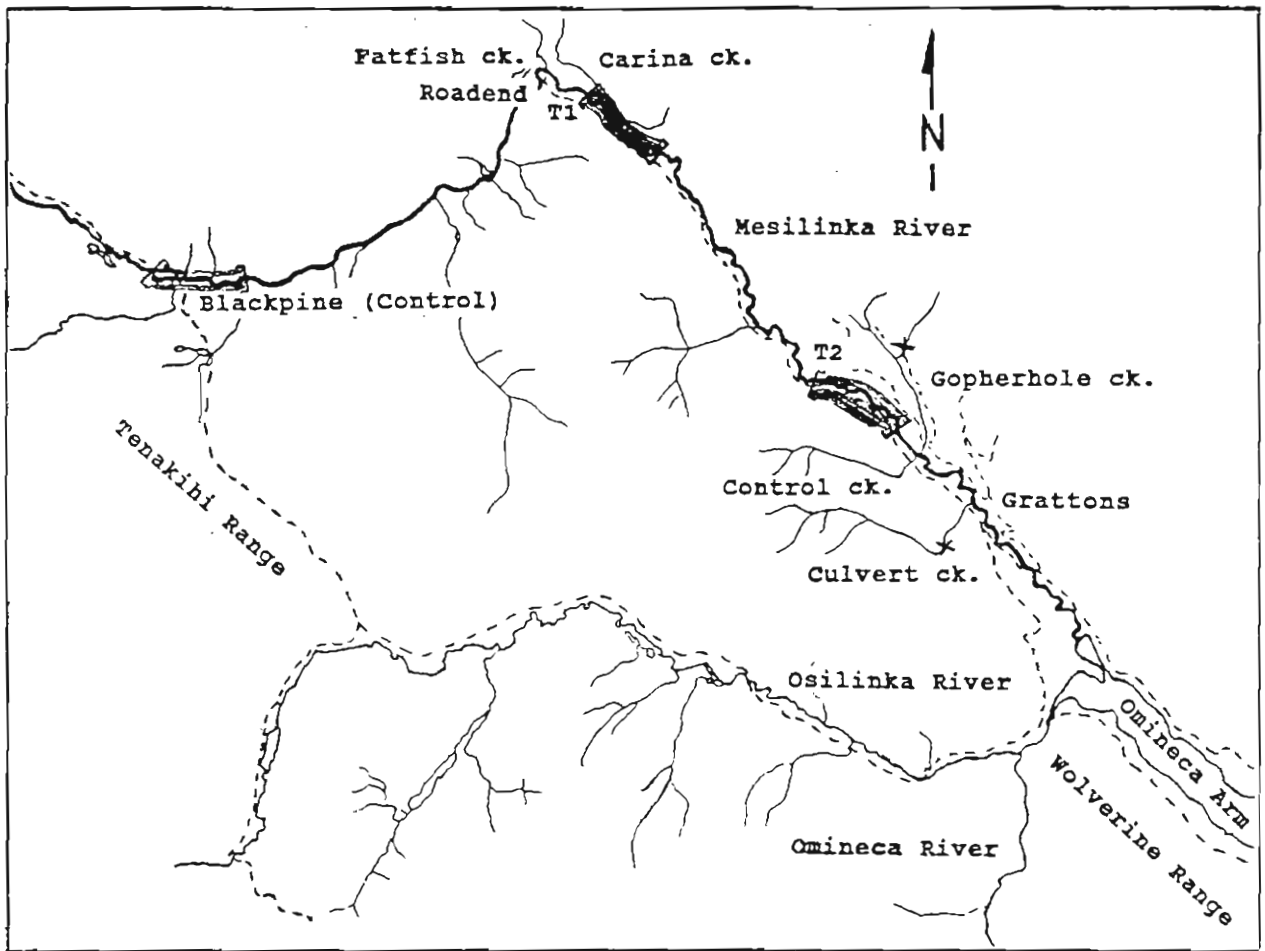 Fatfish ck.
Carina ck.
Roadend
T1
N
Mesilinka River
Blackpine (Control)
T2
Gopherhole ck.
Tenakihi Range
Control ck.
Grattons
Culvert ck.
Osilinka River
Omineca Arm
Wolverine Range
Omineca River